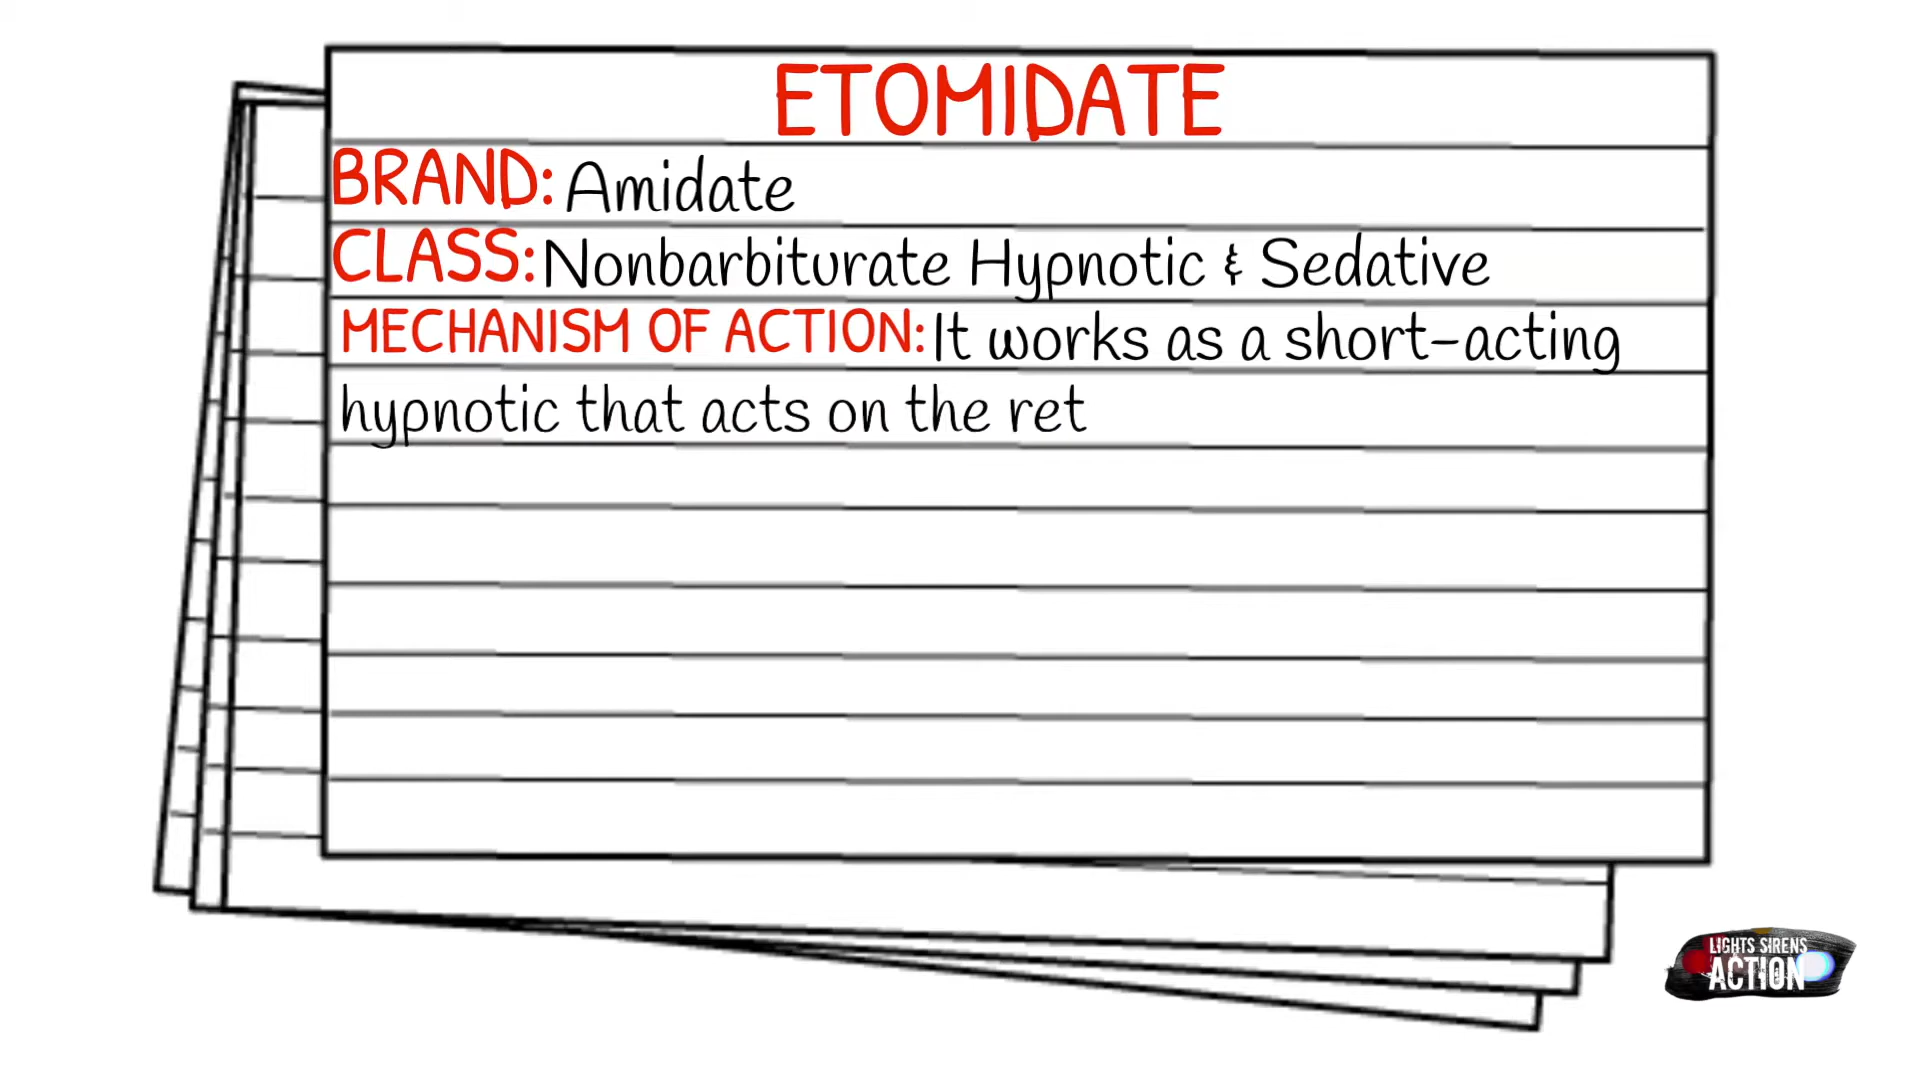 ETOMIDATE
BRAND: Amidate
CLASS: Nonbarbiturate Hypnotic & Sedative
MECHANISM OF ACTION: It works as a short-acting
hypnotic that acts on the ret
LIGHTS SIRENS
ACTION